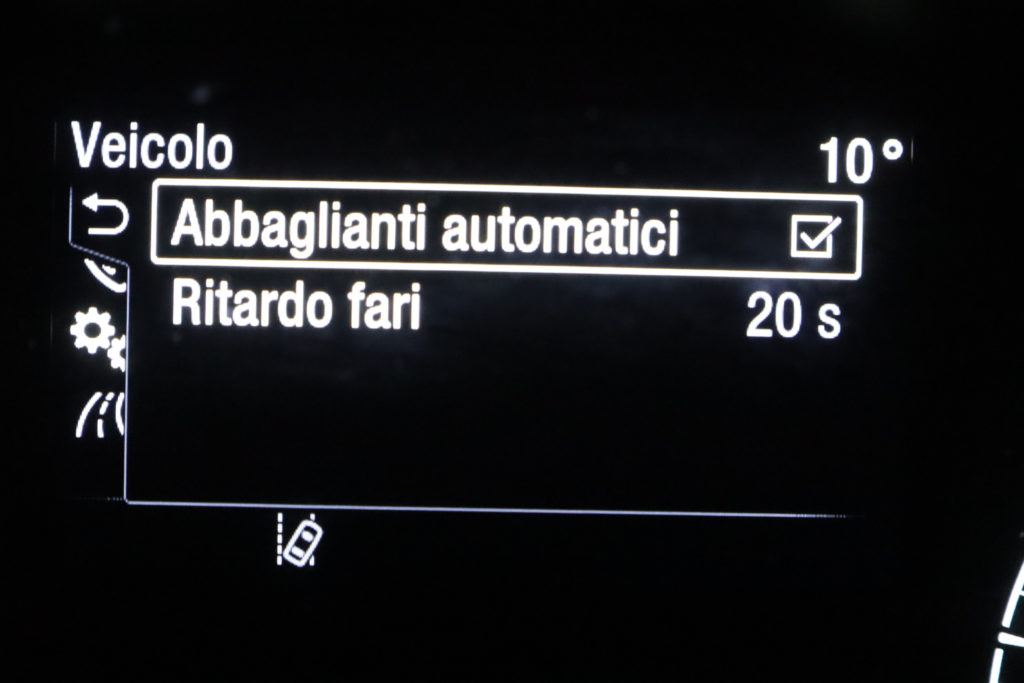 Veicolo 10°
Abbaglianti automatici
Ritardo fari 20 s